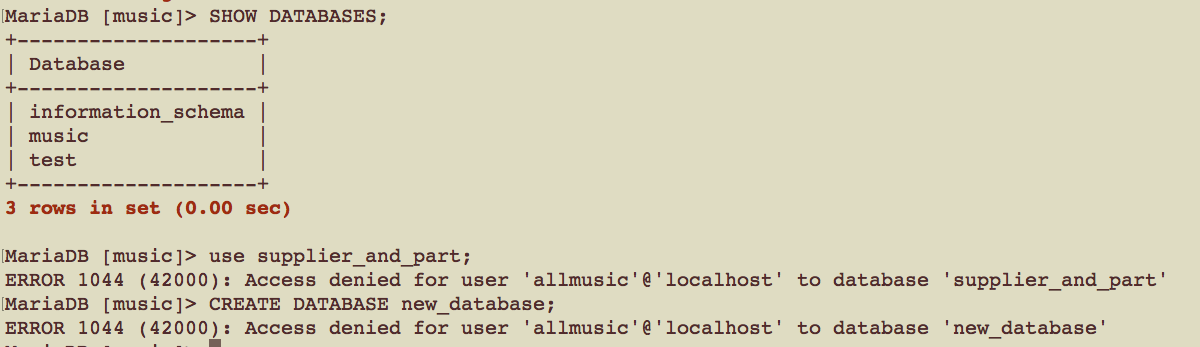 MariaDB [music]> SHOW DATABASES;
+--------------------+
| Database           |
+--------------------+
| information_schema |
| music              |
| test               |
+--------------------+
3 rows in set (0.00 sec)
MariaDB [music]> use supplier_and_part;
ERROR 1044 (42000): Access denied for user 'allmusic'@'localhost' to database 'supplier_and_part'
MariaDB [music]> CREATE DATABASE new_database;
ERROR 1044 (42000): Access denied for user 'allmusic'@'localhost' to database 'new_database'